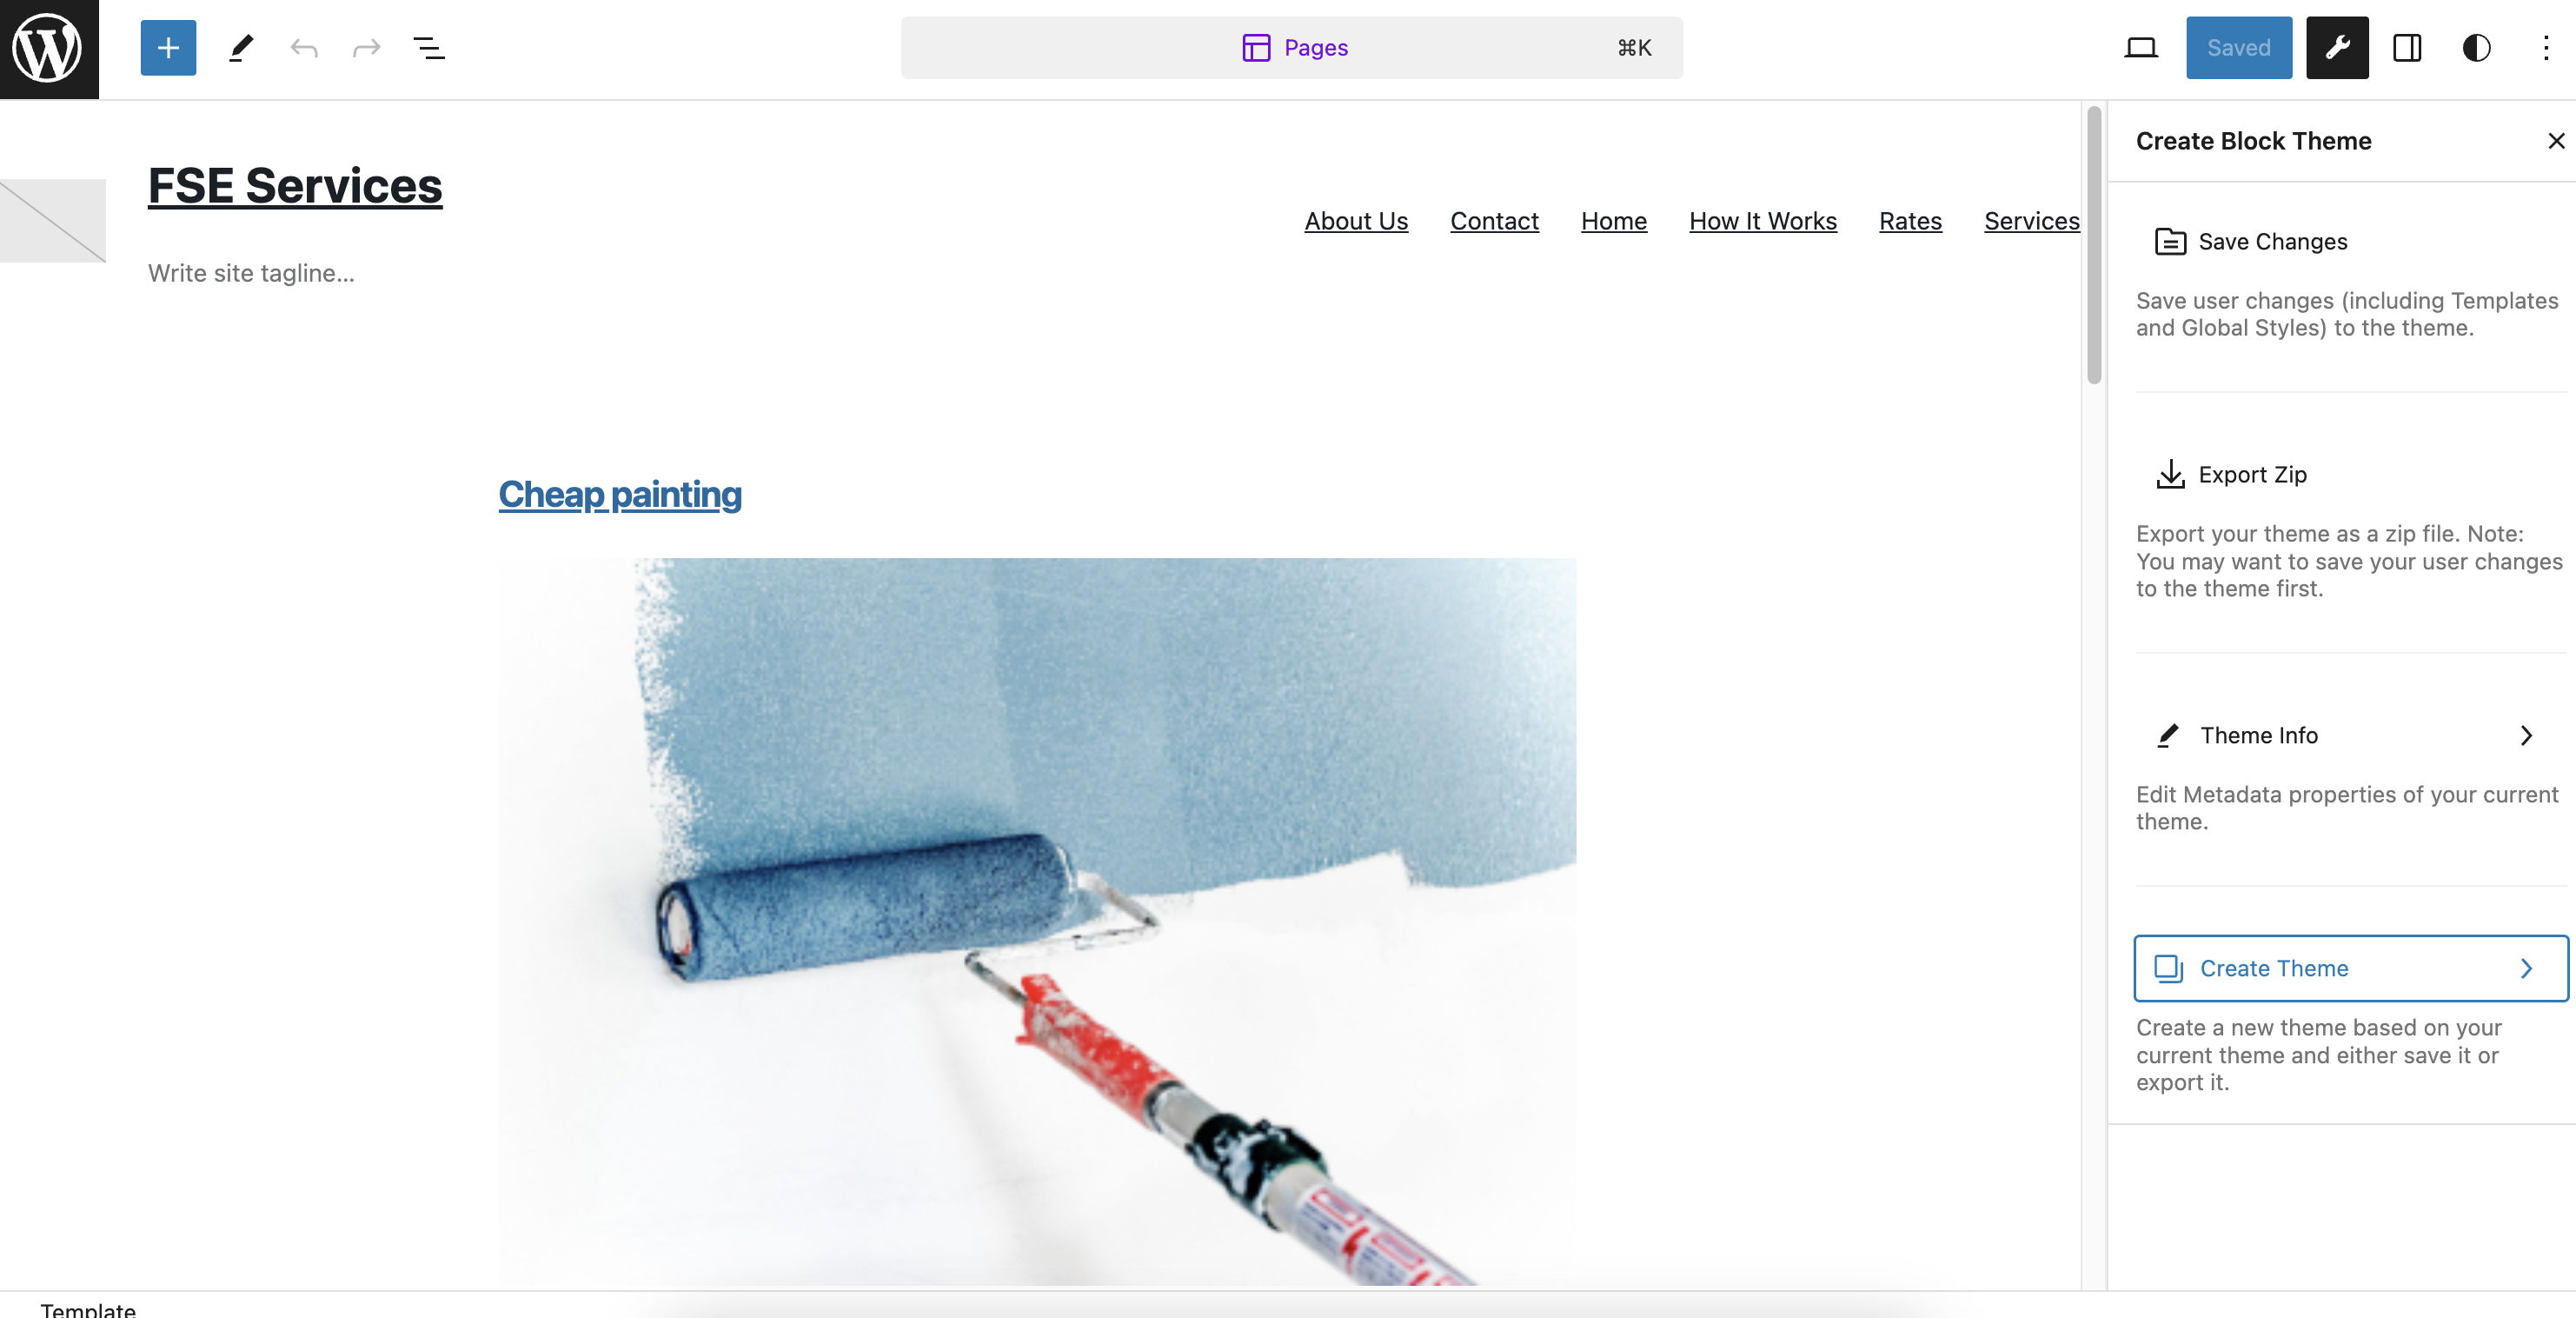 Pages
⌘K
Saved
FSE Services
Write site tagline...
About Us
Contact
Home
How It Works
Rates
Services
Cheap painting
Template
Create Block Theme
Save Changes
Save user changes (including Templates
and Global Styles) to the theme.
Export Zip
Export your theme as a zip file. Note:
You may want to save your user changes
to the theme first.
Theme Info
Edit Metadata properties of your current
theme.
Create Theme
Create a new theme based on your
current theme and either save it or
export it.